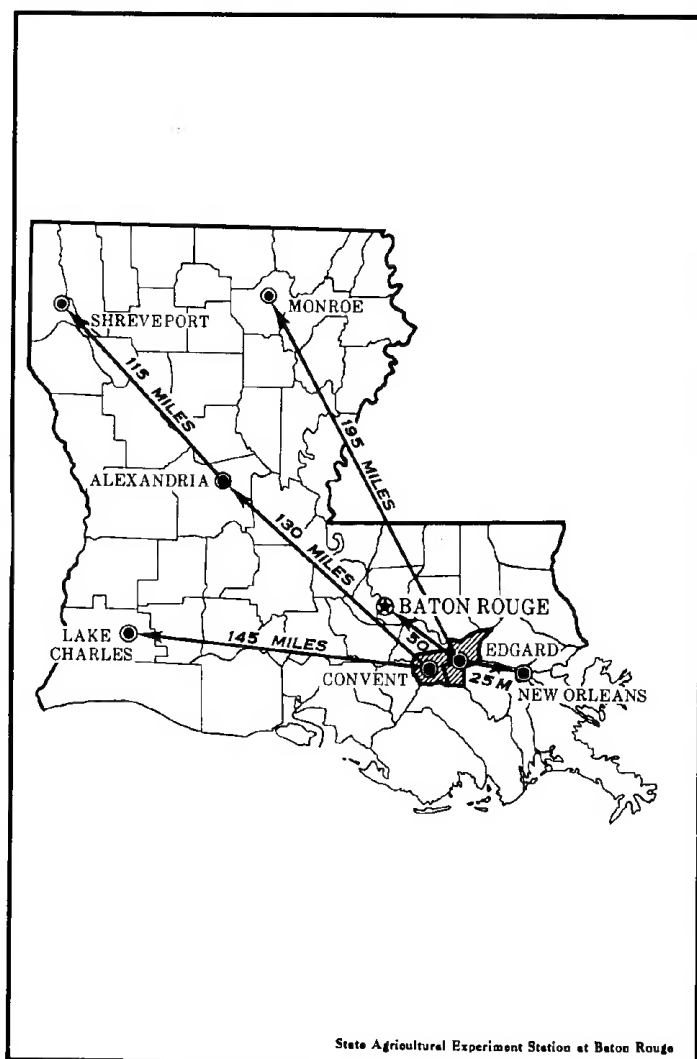 SHREVEPORT
MONROE
115 MILES
195 MILES
ALEXANDRIA
130 MILES
BATON ROUGE
LAKE
CHARLES
145 MILES
50
EDGARD
CONVENT
25 M
NEW ORLEANS
State Agricultural Experiment Station at Baton Rouge